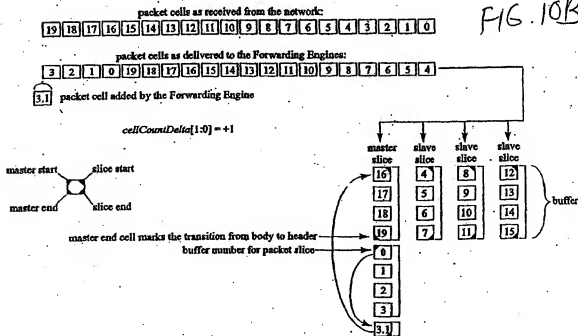 FIG. 10B
packet cells as received from the network:
19 18 17 16 15 14 13 12 11 10 9 8 7 6 5 4 3 2 1 0
packet cells as delivered to the Forwarding Engines:
3 2 1 0 19 18 17 16 15 14 13 12 11 10 9 8 7 6 5 4
3.1 packet cell added by the Forwarding Engine
cellCountDelta[1:0] = +1
master slice slave slice slave slice slave slice
master start slice start
master end slice end
16 4 8 12
17 5 9 13
buffer
18 6 10 14
master end cell marks the transition from body to header 19 7 11 15
buffer number for packet slice 0
1
2
3
3.1